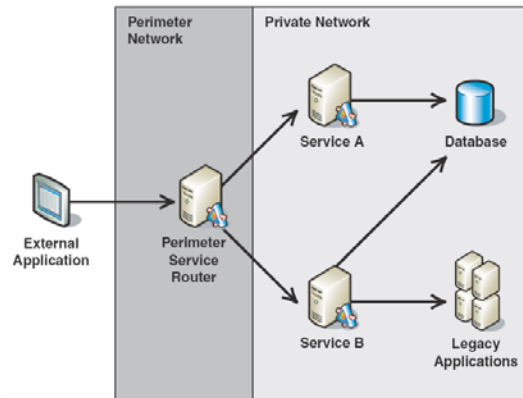 Perimeter
Network
Private Network
Service A
Database
External
Application
Perimeter
Service
Router
Service B
Legacy
Applications